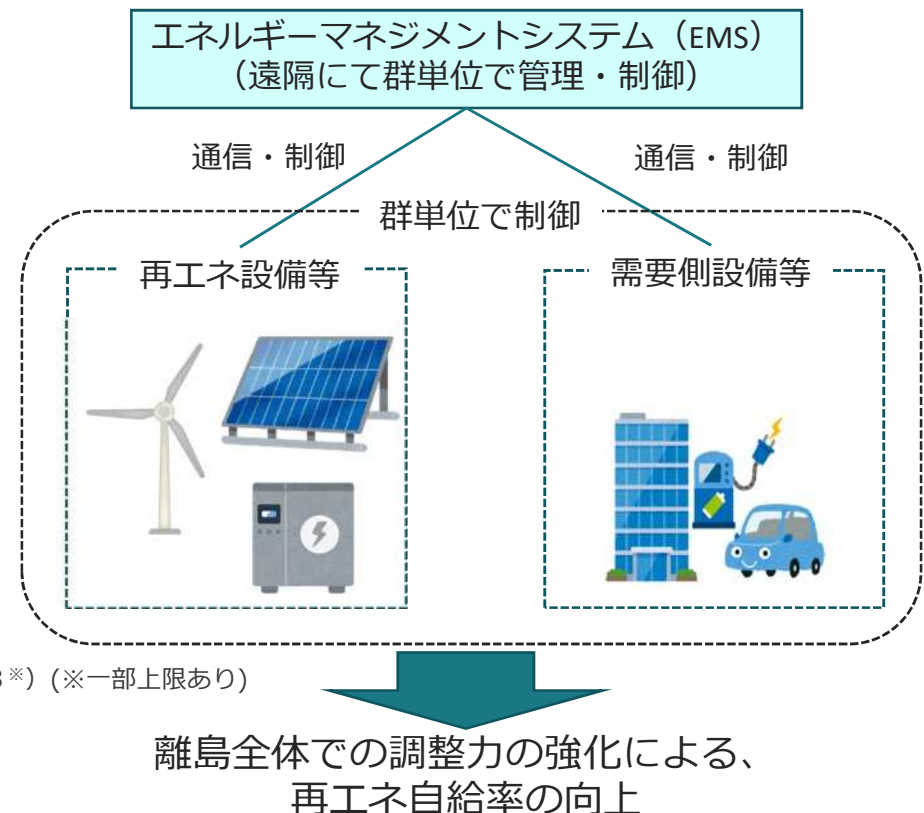 エネルギーマネジメントシステム（EMS）
（遠隔にて群単位で管理・制御）
通信・制御
通信・制御
群単位で制御
再エネ設備等
需要側設備等
※）(※一部上限あり)
離島全体での調整力の強化による、
再エネ自給率の向上